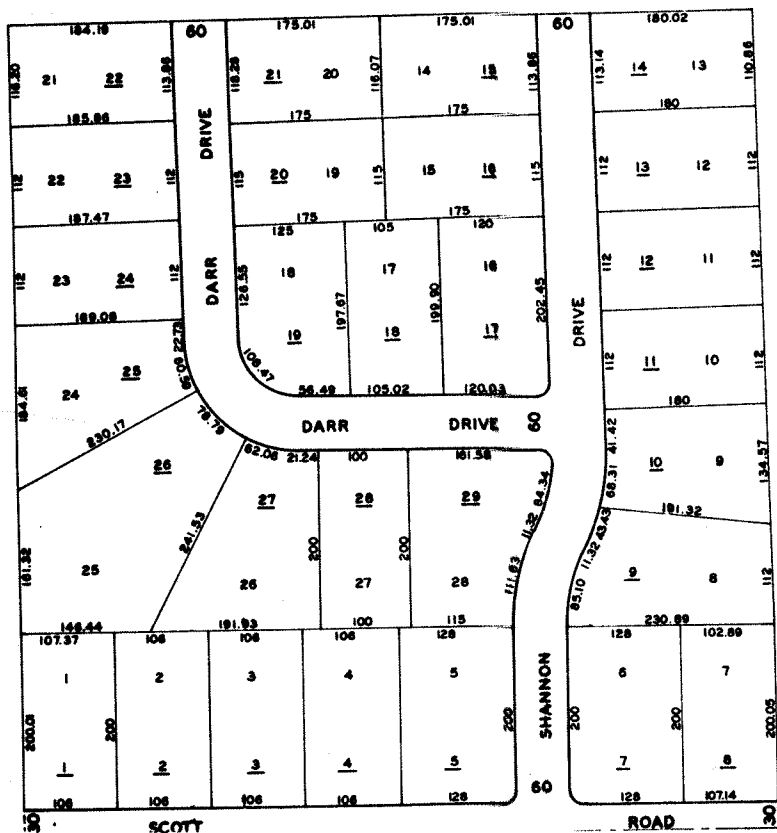 184.19 60 175.01 175.01 60 180.02
118.20 21 22 113.86 118.28 21 20 116.07 14 15 113.86 113.14 14 13 110.86
185.86 175 175 180
DRIVE
112 22 23 112 115 20 19 115 15 16 115 112 13 12 112
187.47 175 175
125 105 120
112 23 24 112 DARR 126.55 18 197.67 17 199.90 16 202.45 112 12 11 112
189.08 19 18 17 DRIVE
22.73 60.59 106.47 112 11 10 112
184.61 24 25 56.49 105.02 120.03 180
230.17 78.79 DARR DRIVE 60 41.42
26 62.06 21.24 100 161.58 68.31 10 9 134.57
27 28 29 84.34 191.32
241.53 200 200 11.32 43.43 11.32
161.32 25 26 27 28 111.63 85.10 9 8 112
146.44 191.93 100 115 230.89
107.37 106 106 106 128 128 102.89
1 2 3 4 5 SHANNON 6 7
200.01 200 200 200 200 200.05
1 2 3 4 5 60 7 8
106 106 106 106 128 128 107.14
30 SCOTT ROAD 30